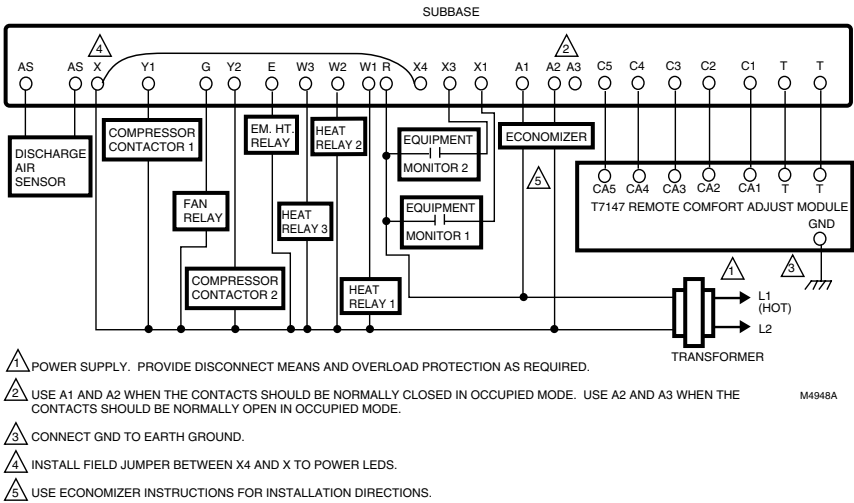 SUBBASE
4
2
AS AS X Y1 G Y2 E W3 W2 W1 R X4 X3 X1 A1 A2 A3 C5 C4 C3 C2 C1 T T
DISCHARGE
AIR
SENSOR
COMPRESSOR
CONTACTOR 1
FAN
RELAY
COMPRESSOR
CONTACTOR 2
EM. HT.
RELAY
HEAT
RELAY 3
HEAT
RELAY 2
HEAT
RELAY 1
EQUIPMENT
MONITOR 2
EQUIPMENT
MONITOR 1
ECONOMIZER
5
CA5 CA4 CA3 CA2 CA1 T T
T7147 REMOTE COMFORT ADJUST MODULE
GND
1
3
L1
(HOT)
L2
TRANSFORMER
1 POWER SUPPLY. PROVIDE DISCONNECT MEANS AND OVERLOAD PROTECTION AS REQUIRED.
2 USE A1 AND A2 WHEN THE CONTACTS SHOULD BE NORMALLY CLOSED IN OCCUPIED MODE. USE A2 AND A3 WHEN THE
CONTACTS SHOULD BE NORMALLY OPEN IN OCCUPIED MODE.
M4948A
3 CONNECT GND TO EARTH GROUND.
4 INSTALL FIELD JUMPER BETWEEN X4 AND X TO POWER LEDS.
5 USE ECONOMIZER INSTRUCTIONS FOR INSTALLATION DIRECTIONS.